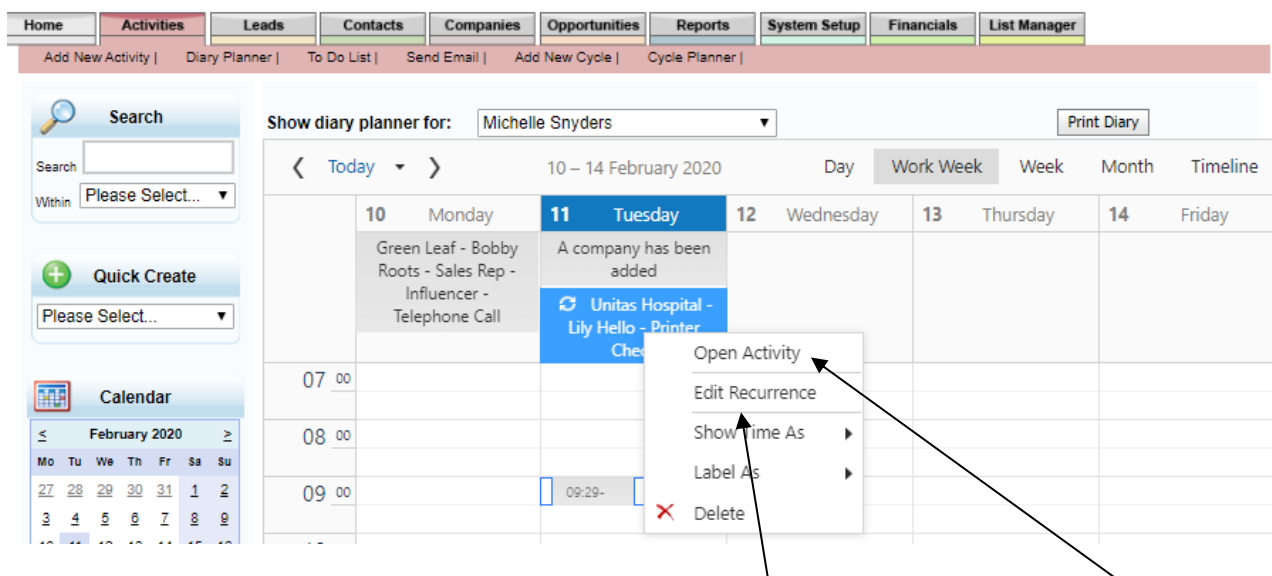 Home Activities Leads Contacts Companies Opportunities Reports System Setup Financials List Manager
Add New Activity | Diary Planner | To Do List | Send Email | Add New Cycle | Cycle Planner |
Search
Search
Within Please Select...
Quick Create
Please Select...
Calendar
< February 2020 >
Mo Tu We Th Fr Sa Su
27 28 29 30 31 1 2
3 4 5 6 7 8 9
Show diary planner for: Michelle Snyders Print Diary
Today 10 – 14 February 2020 Day Work Week Week Month Timeline
10 Monday 11 Tuesday 12 Wednesday 13 Thursday 14 Friday
Green Leaf - Bobby
Roots - Sales Rep -
Influencer -
Telephone Call
A company has been
added
Unitas Hospital -
Lily Hello - Printer
Open Activity
Edit Recurrence
Show Time As
Label As
Delete
07 00
08 00
09 00
09:29-